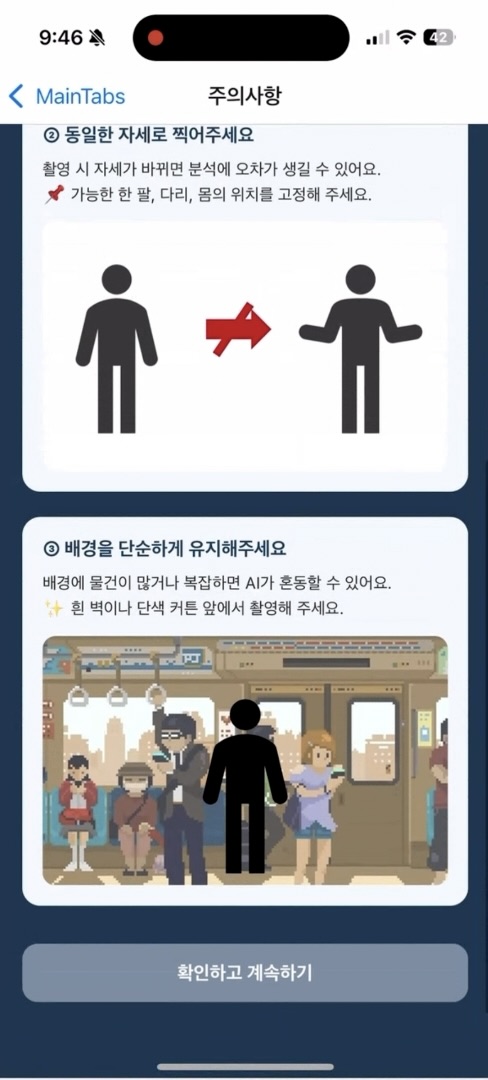 9:46
42
MainTabs
주의사항
② 동일한 자세로 찍어주세요
촬영 시 자세가 바뀌면 분석에 오차가 생길 수 있어요.
📌 가능한 한 팔, 다리, 몸의 위치를 고정해 주세요.
③ 배경을 단순하게 유지해주세요
배경에 물건이 많거나 복잡하면 AI가 혼동할 수 있어요.
✨ 흰 벽이나 단색 커튼 앞에서 촬영해 주세요.
확인하고 계속하기